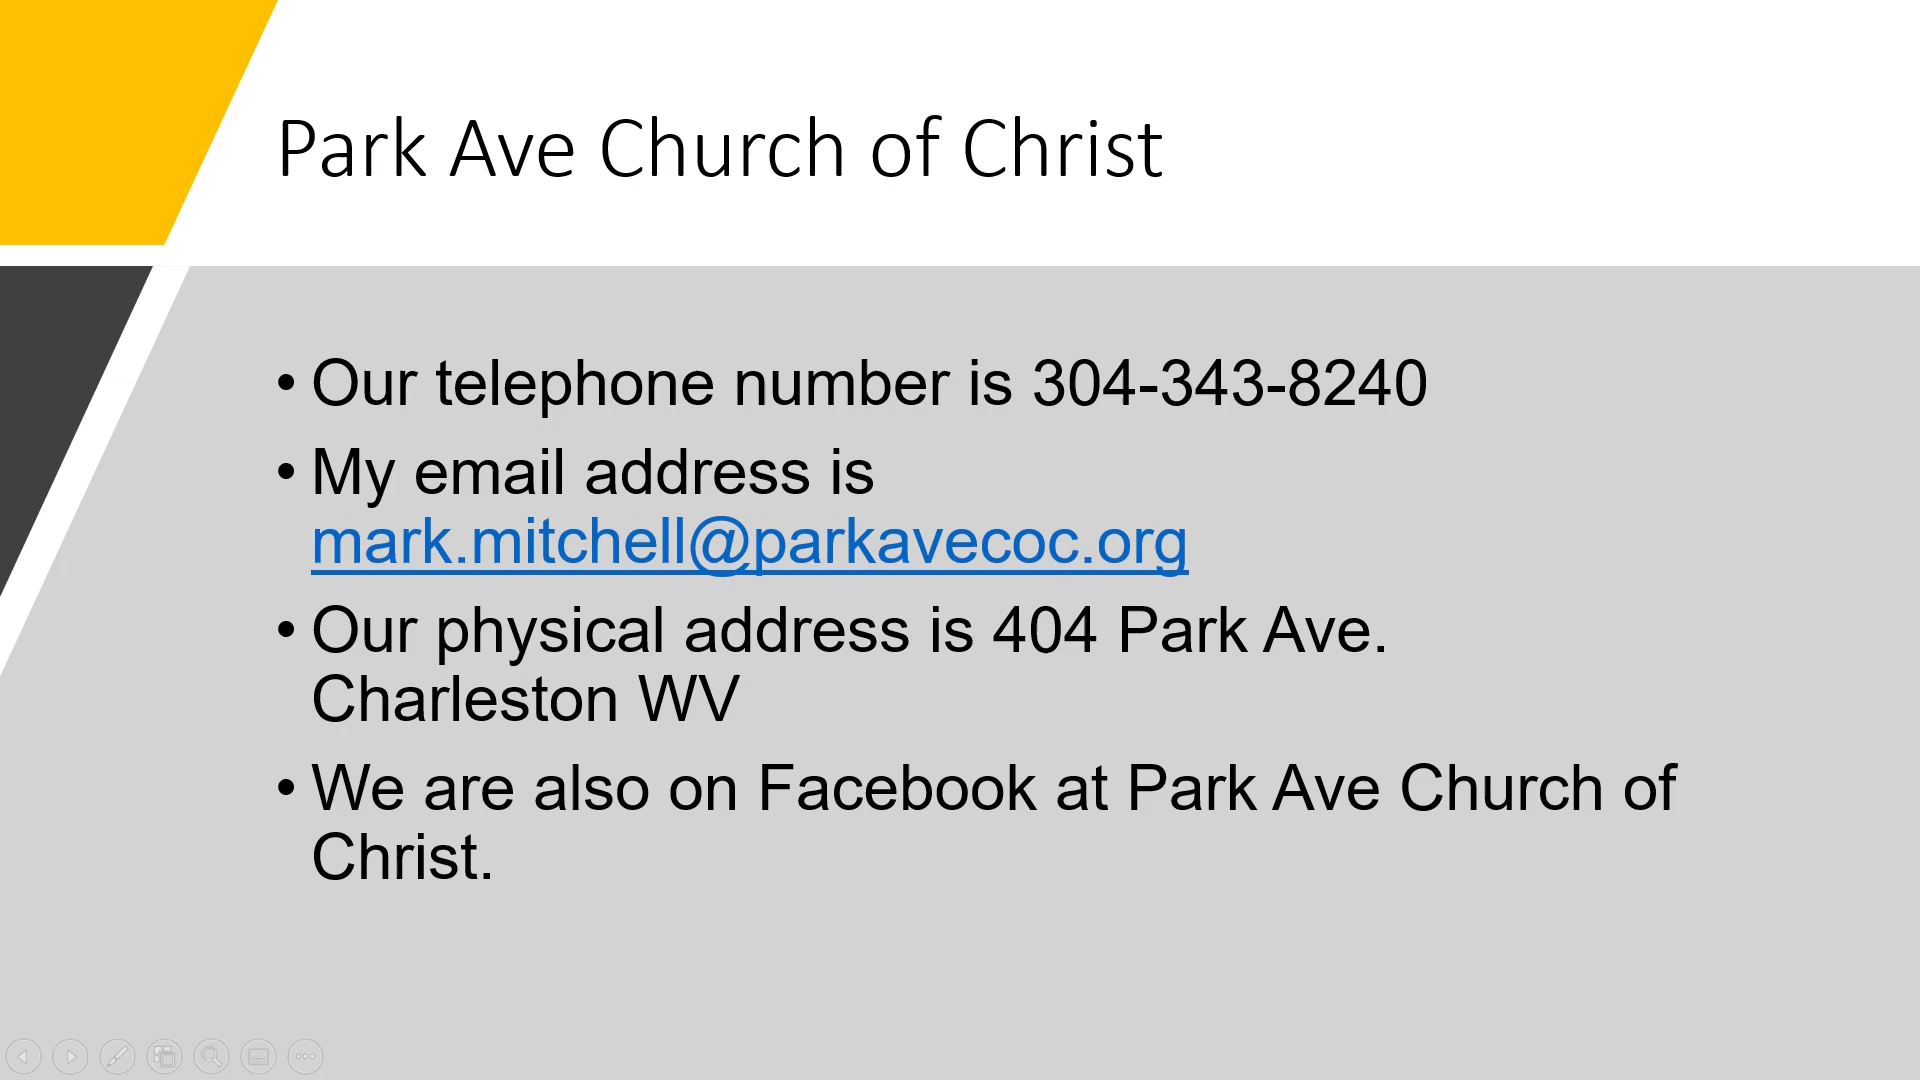 Park Ave Church of Christ
• Our telephone number is 304-343-8240
• My email address is
mark.mitchell@parkavecoc.org
• Our physical address is 404 Park Ave.
Charleston WV
• We are also on Facebook at Park Ave Church of
Christ.